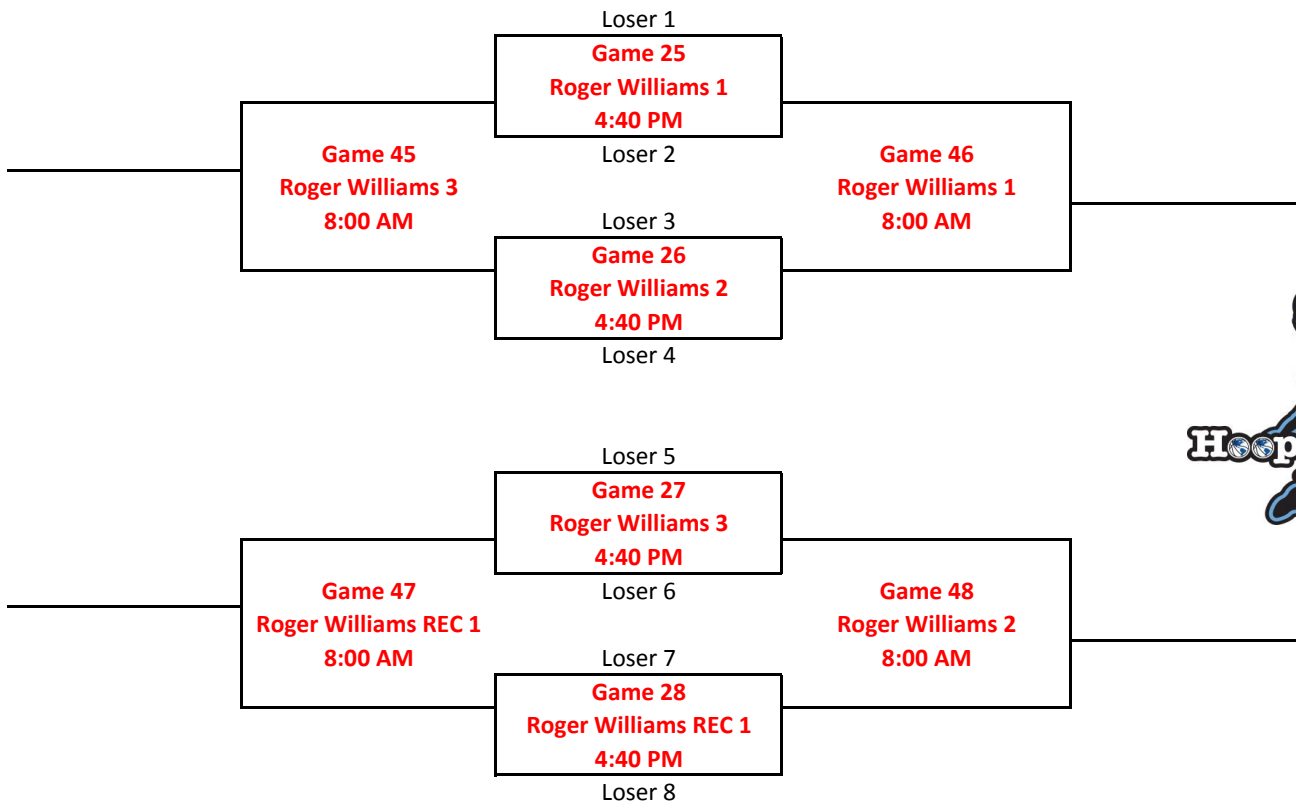 Loser 1
Game 25
Roger Williams 1
4:40 PM
Loser 2
Game 45
Roger Williams 3
8:00 AM
Game 46
Roger Williams 1
8:00 AM
Loser 3
Game 26
Roger Williams 2
4:40 PM
Loser 4
Hoop
Loser 5
Game 27
Roger Williams 3
4:40 PM
Loser 6
Game 47
Roger Williams REC 1
8:00 AM
Game 48
Roger Williams 2
8:00 AM
Loser 7
Game 28
Roger Williams REC 1
4:40 PM
Loser 8